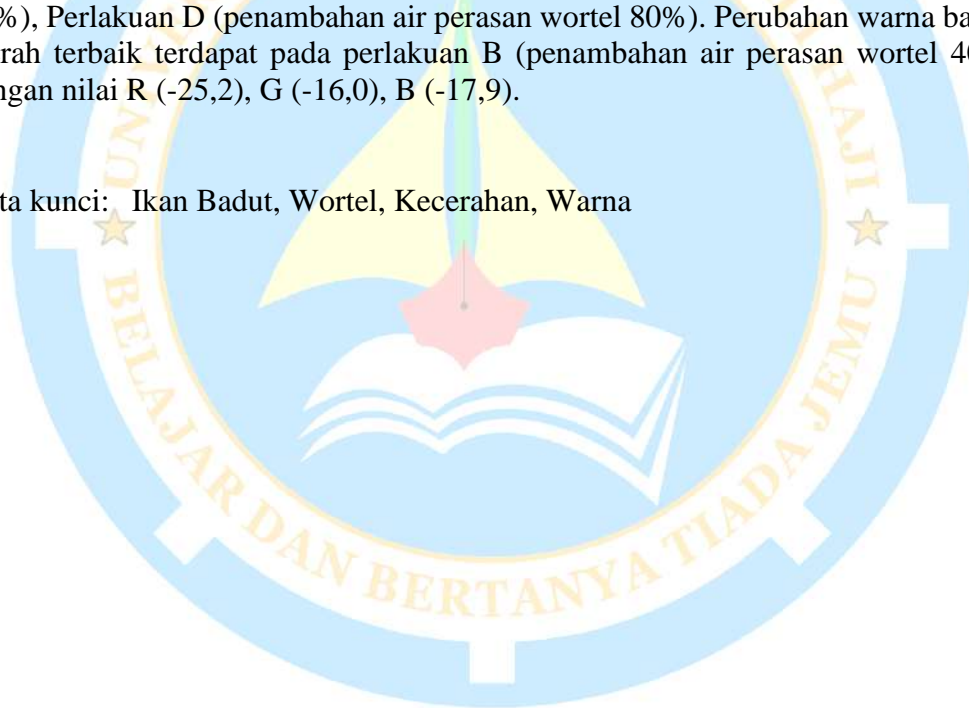 %), Perlakuan D (penambahan air perasan wortel 80%). Perubahan warna ba
rah terbaik terdapat pada perlakuan B (penambahan air perasan wortel 40
ngan nilai R (-25,2), G (-16,0), B (-17,9).
ta kunci: Ikan Badut, Wortel, Kecerahan, Warna
UN
HAJI
BELAJAR DAN BERTANYA TIADA JEMU